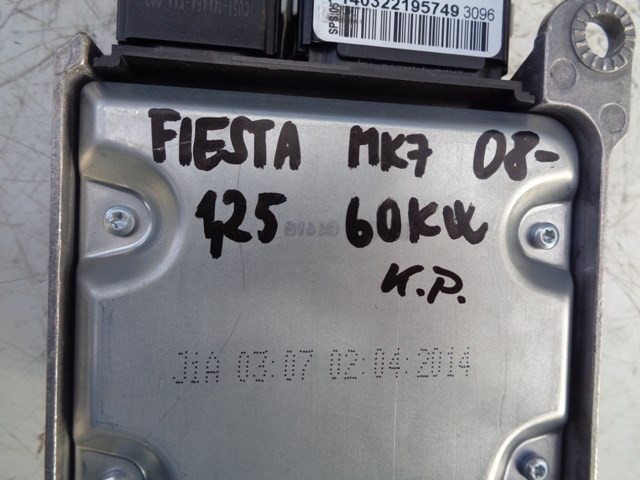 140322195749 3096
FIESTA MK7 08-
1,25 60KW
K.P.
J1A 03:07 02:04:2014